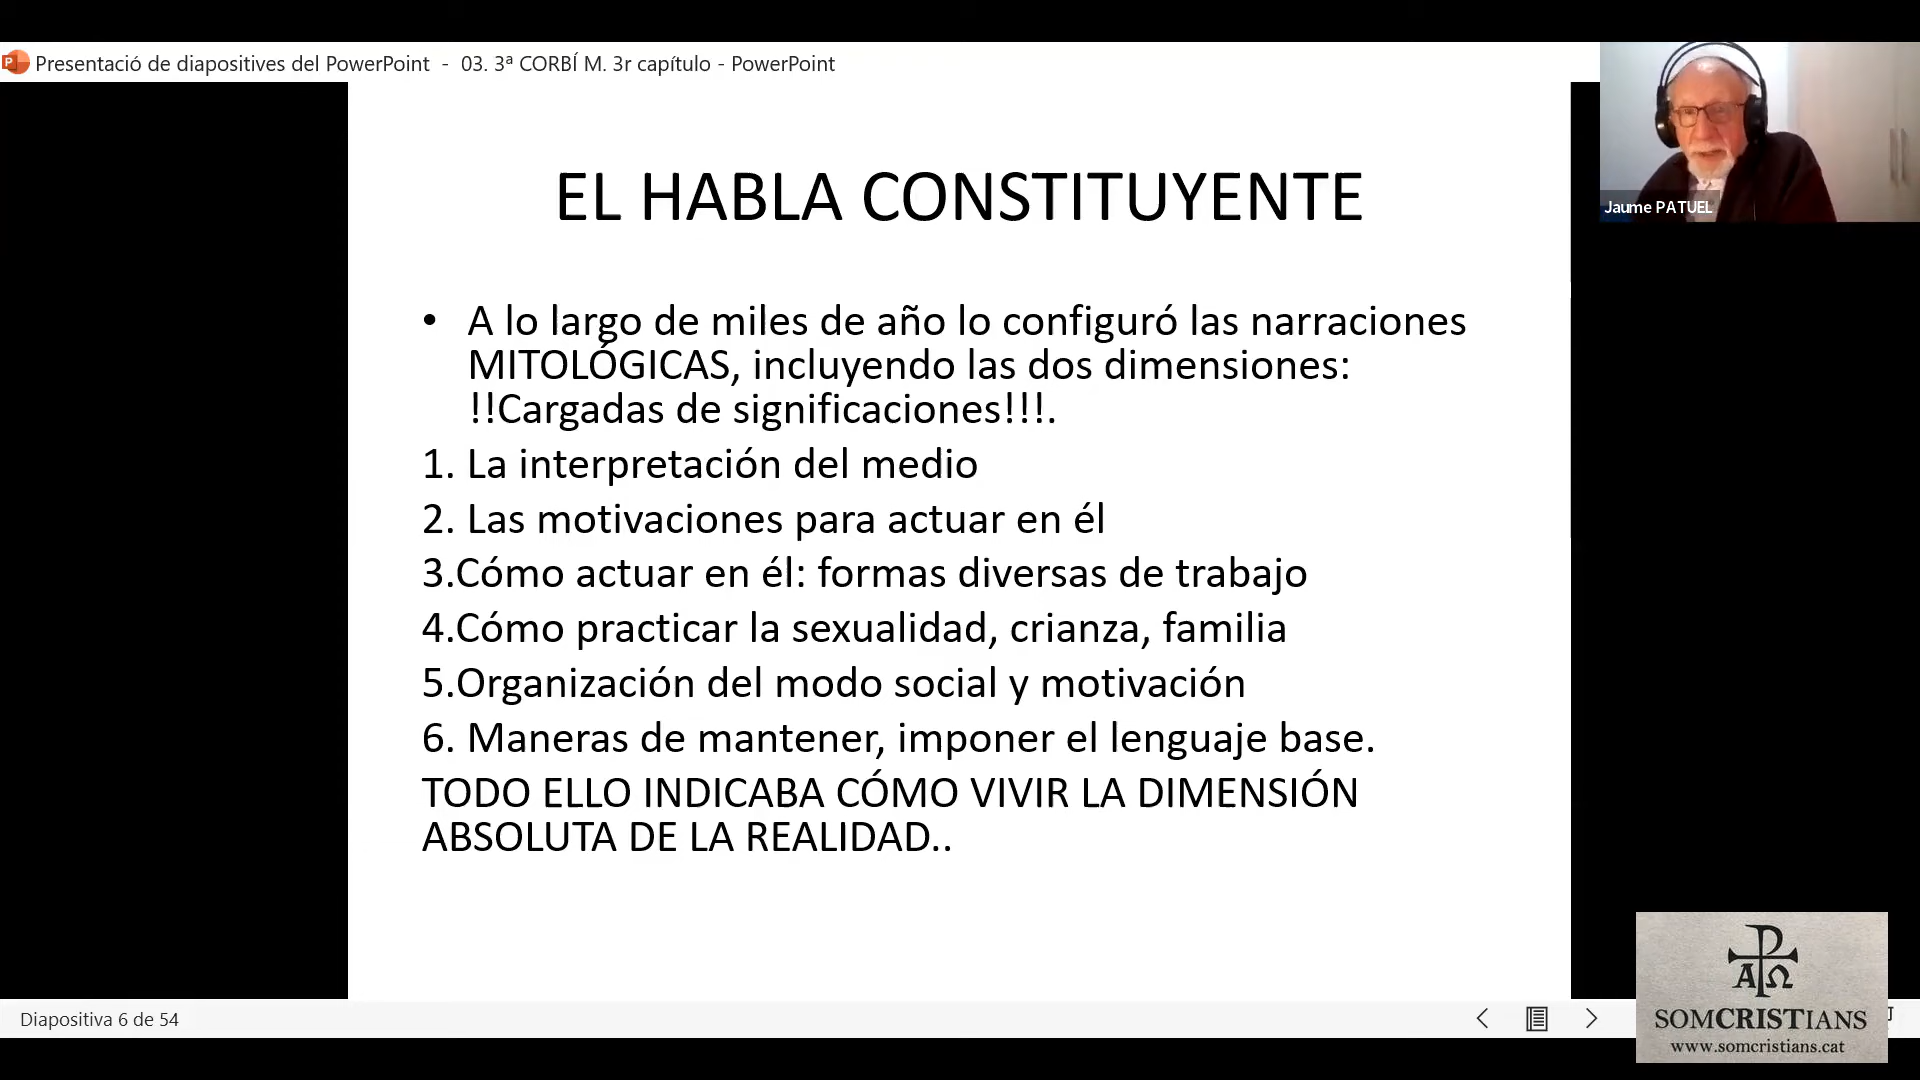 Presentació de diapositives del PowerPoint - 03. 3ª CORBÍ M. 3r capítulo - PowerPoint
Jaume PATUEL
EL HABLA CONSTITUYENTE
• A lo largo de miles de año lo configuró las narraciones
MITOLÓGICAS, incluyendo las dos dimensiones:
!!Cargadas de significaciones!!!.
1. La interpretación del medio
2. Las motivaciones para actuar en él
3.Cómo actuar en él: formas diversas de trabajo
4.Cómo practicar la sexualidad, crianza, familia
5.Organización del modo social y motivación
6. Maneras de mantener, imponer el lenguaje base.
TODO ELLO INDICABA CÓMO VIVIR LA DIMENSIÓN
ABSOLUTA DE LA REALIDAD..
Diapositiva 6 de 54
SOMCRISTIANS
www.somcristians.cat